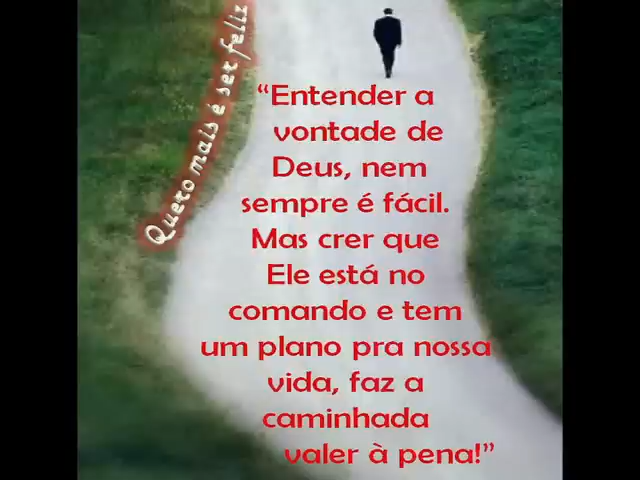 Quero mais é ser feliz
“Entender a
vontade de
Deus, nem
sempre é fácil.
Mas crer que
Ele está no
comando e tem
um plano pra nossa
vida, faz a
caminhada
valer à pena!”